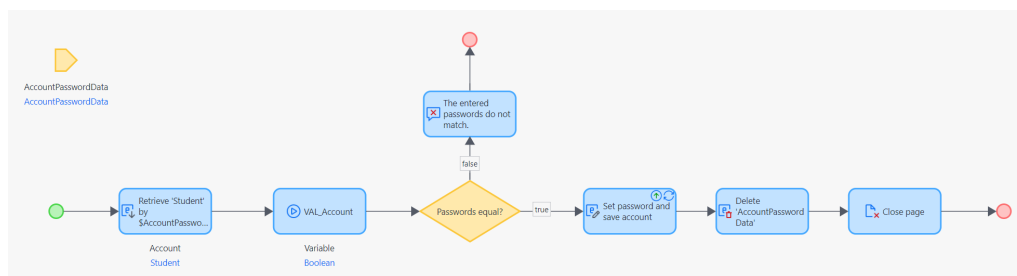 AccountPasswordData
AccountPasswordData
The entered
passwords do not
match.
false
Retrieve 'Student'
by
$AccountPasswo...
Account
Student
VAL_Account
Variable
Boolean
Passwords equal?
true
Set password and
save account
Delete
'AccountPassword
Data'
Close page